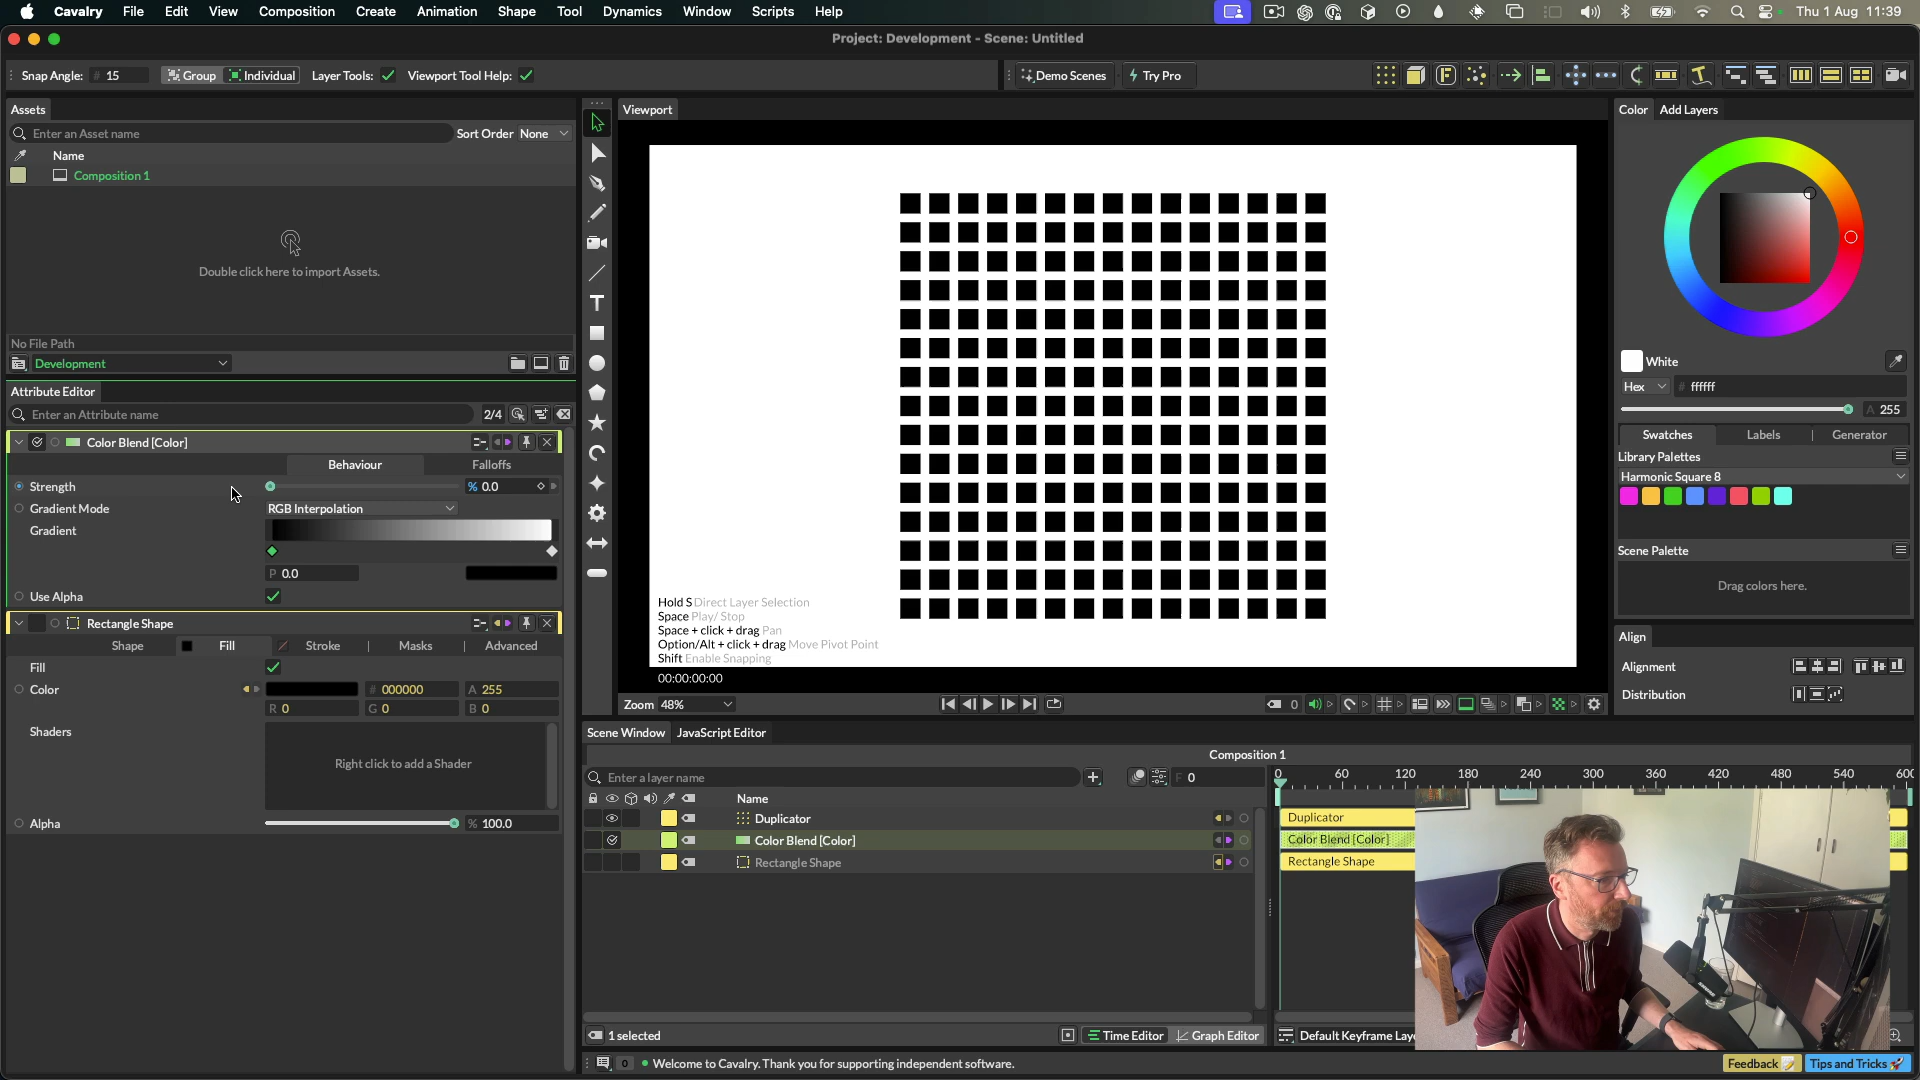 Cavalry File Edit View Composition Create Animation Shape Tool Dynamics Window Scripts Help Thu 1 Aug 11:39
Project: Development - Scene: Untitled
Snap Angle: # 15 Group Individual Layer Tools: Viewport Tool Help: Demo Scenes Try Pro
Assets
Enter an Asset name Sort Order None
Name
Composition 1
Double click here to import Assets.
No File Path
Development
Attribute Editor
Enter an Attribute name 2/4
Color Blend [Color]
Behaviour Falloffs
Strength % 0.0
Gradient Mode RGB Interpolation
Gradient
P 0.0
Use Alpha
Rectangle Shape
Shape Fill Stroke Masks Advanced
Fill
Color # 000000 A 255
R 0 G 0 B 0
Shaders
Right click to add a Shader
Alpha % 100.0
Viewport
Hold S Direct Layer Selection
Space Play/ Stop
Space + click + drag Pan
Option/Alt + click + drag Move Pivot Point
Shift Enable Snapping
00:00:00:00
Zoom 48% 0
Color Add Layers
White
Hex # ffffff
A 255
Swatches Labels Generator
Library Palettes
Harmonic Square 8
Scene Palette
Drag colors here.
Align
Alignment
Distribution
Scene Window JavaScript Editor
Composition 1
Enter a layer name F 0
0 60 120 180 240 300 360 420 480 540 600
Name
Duplicator
Color Blend [Color]
Rectangle Shape
Duplicator
Color Blend [Color]
Rectangle Shape
1 selected Time Editor Graph Editor Default Keyframe Laye
0 Welcome to Cavalry. Thank you for supporting independent software. Feedback Tips and Tricks